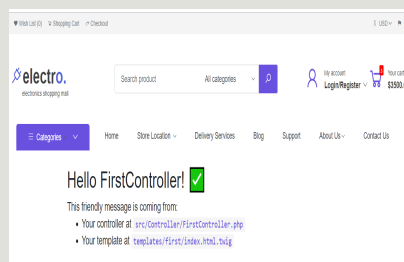 Wish List (0) Shopping Cart Checkout $ USD
electro.
electronics shopping mall
Search product All categories
My account
Login/Register
0
Your cart
$3500.
Categories Home Store Location Delivery Services Blog Support About Us Contact Us
Hello FirstController! ✅
This friendly message is coming from:
• Your controller at src/Controller/FirstController.php
• Your template at templates/first/index.html.twig